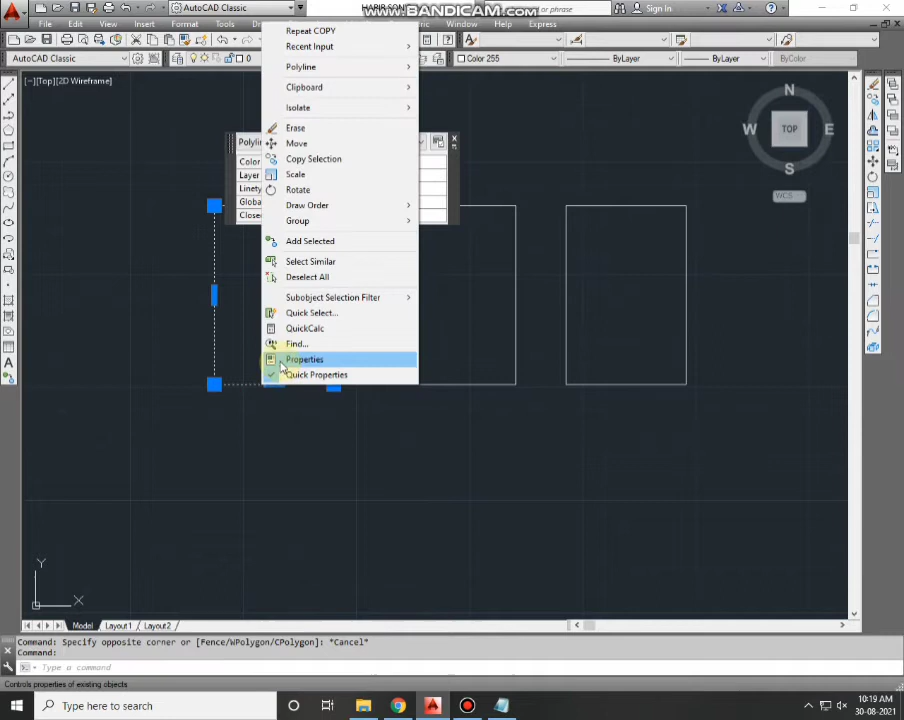 WWW.BANDICAM.COM
AutoCAD Classic
or phrase
Sign In
File Edit View Insert Format Tools Window Help Express
AutoCAD Classic
0
Color 255
ByLayer
ByLayer
ByColor
[−][Top][2D Wireframe]
Repeat COPY
Recent Input
Polyline
Clipboard
Isolate
Erase
Move
Copy Selection
Scale
Rotate
Draw Order
Group
Add Selected
Select Similar
Deselect All
Subobject Selection Filter
Quick Select...
QuickCalc
Find...
Properties
Quick Properties
Color
Layer
N
W TOP E
S
WCS
Y
X
Model Layout1 Layout2
Command: Specify opposite corner or [Fence/WPolygon/CPolygon]: *Cancel*
Command:
Type a command
Controls properties of existing objects
Type here to search
10:19 AM
30-08-2021